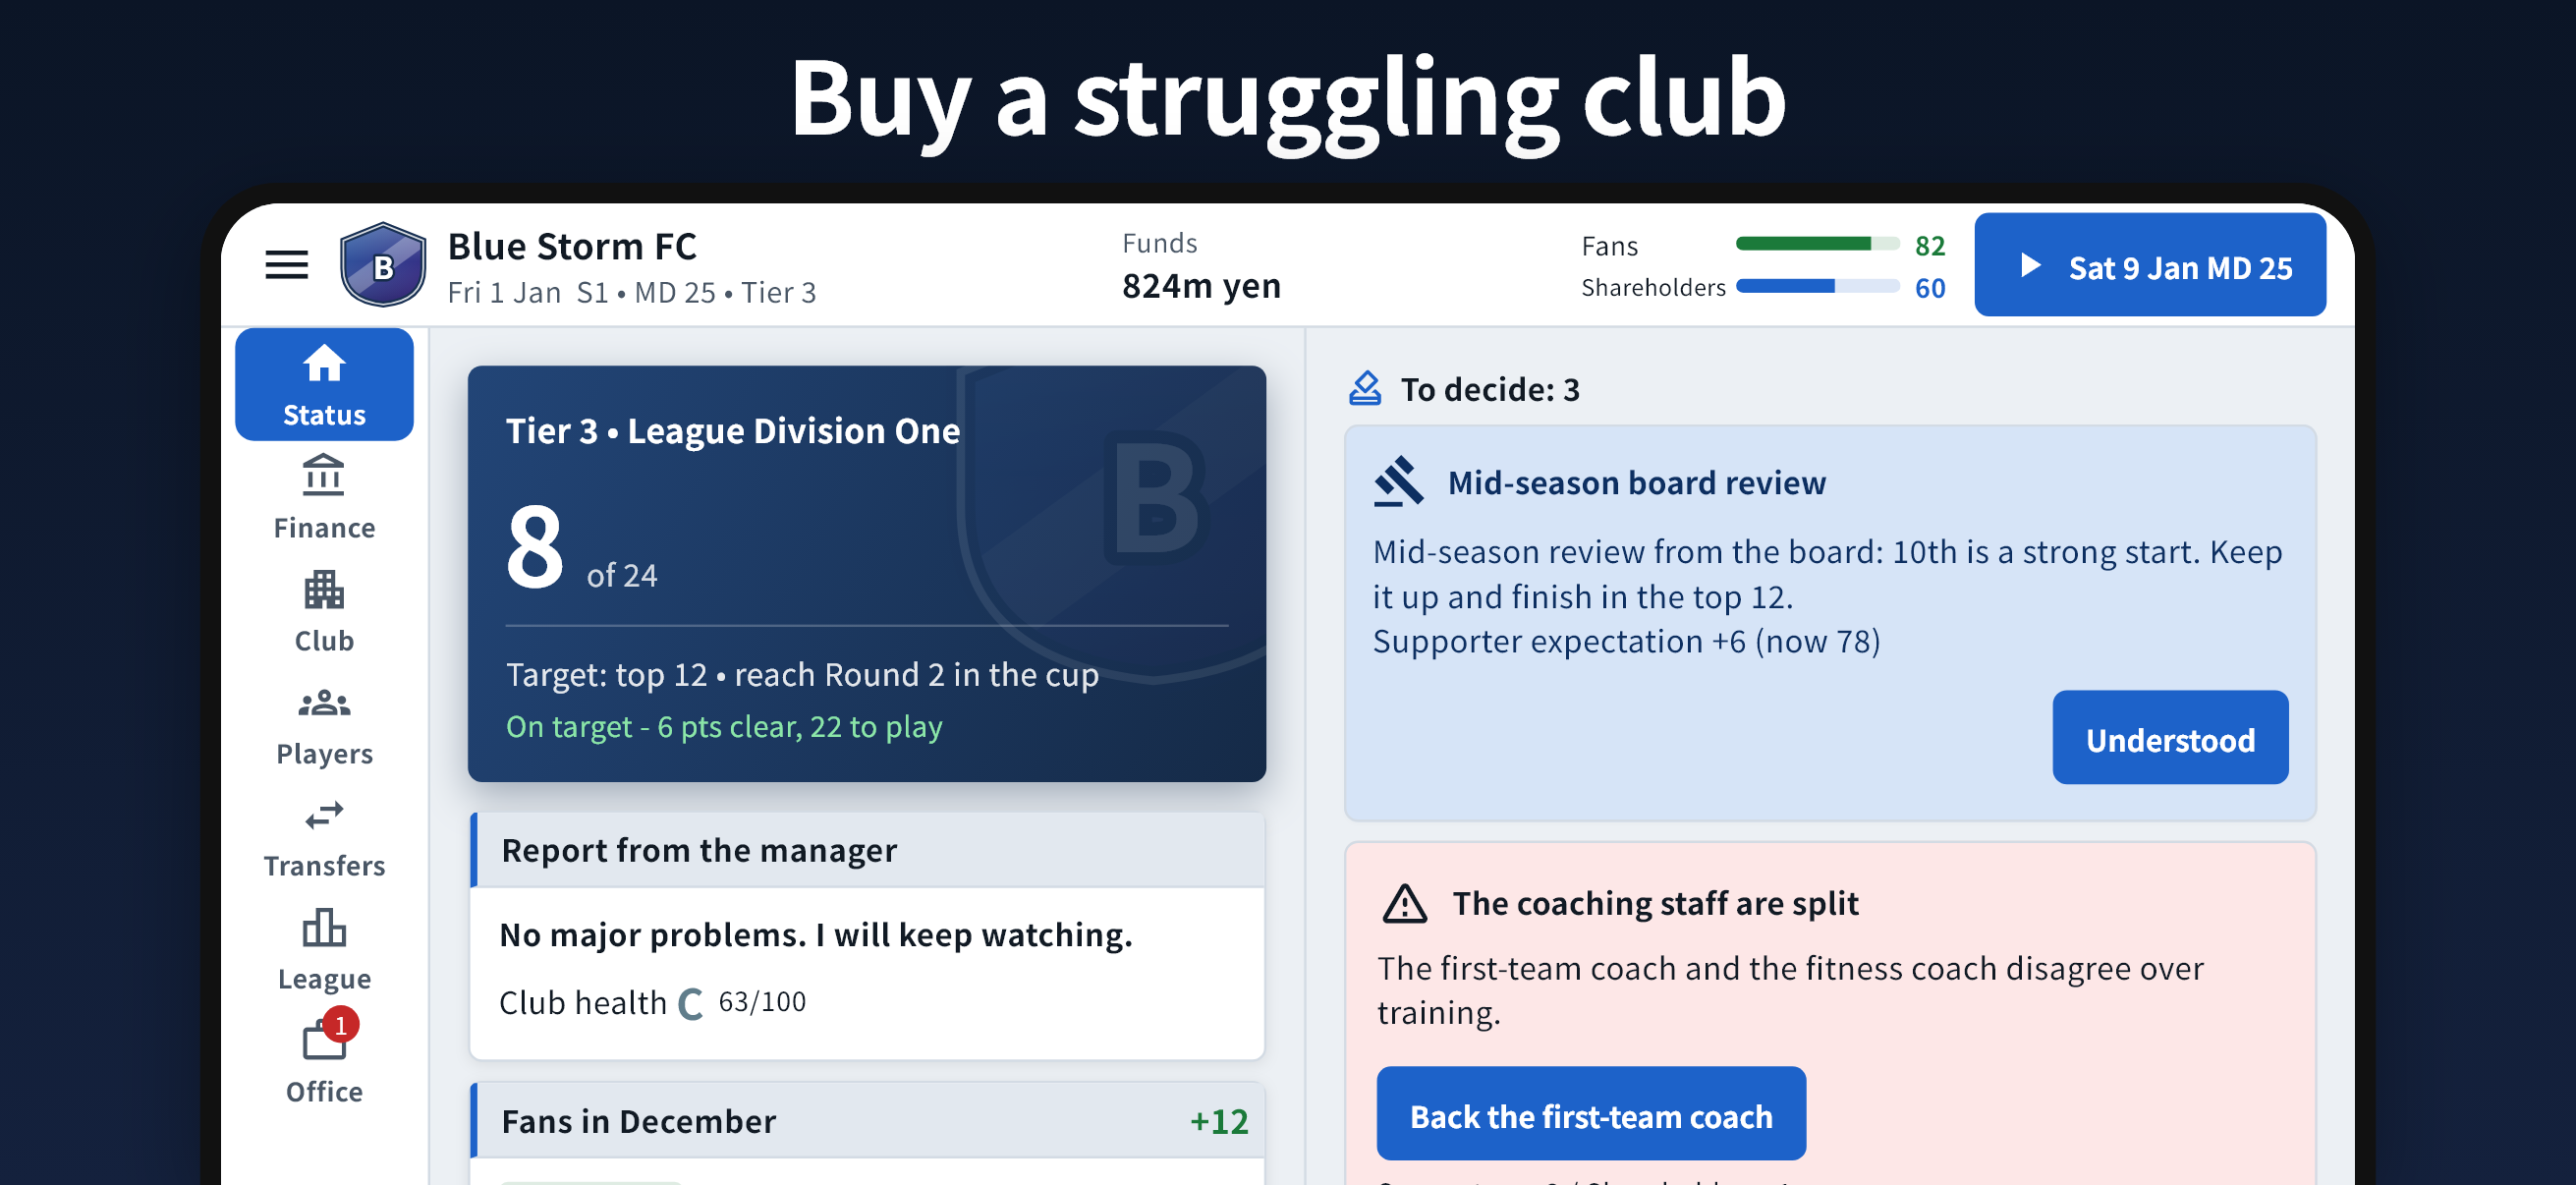 Buy a struggling club
B
Blue Storm FC
Fri 1 Jan S1 • MD 25 • Tier 3
Funds
824m yen
Fans 82
Shareholders 60
Sat 9 Jan MD 25
Status
Finance
Club
Players
Transfers
League
1
Office
Tier 3 • League Division One
B
8 of 24
Target: top 12 • reach Round 2 in the cup
On target - 6 pts clear, 22 to play
Report from the manager
No major problems. I will keep watching.
Club health C 63/100
Fans in December +12
To decide: 3
Mid-season board review
Mid-season review from the board: 10th is a strong start. Keep
it up and finish in the top 12.
Supporter expectation +6 (now 78)
Understood
The coaching staff are split
The first-team coach and the fitness coach disagree over
training.
Back the first-team coach